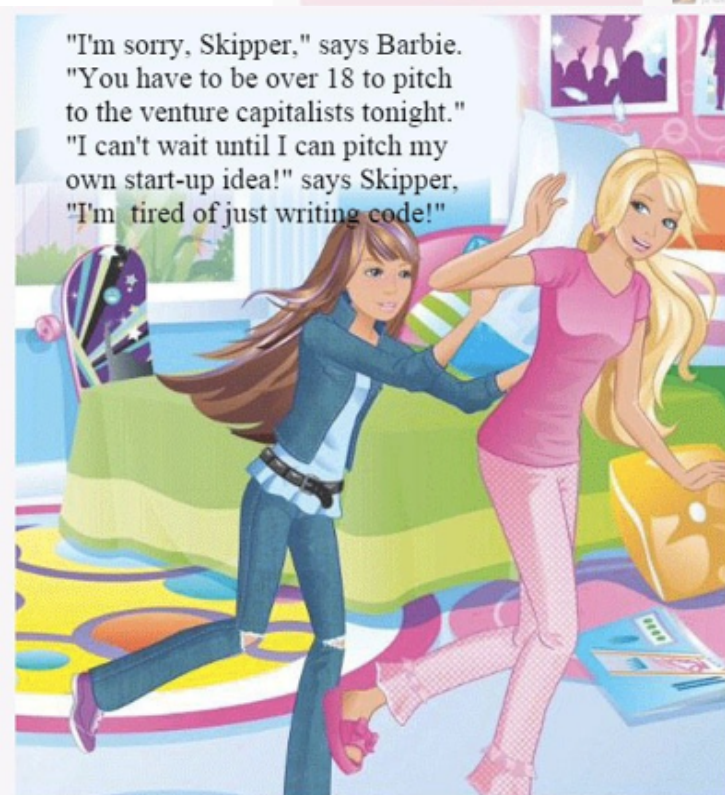 "I'm sorry, Skipper," says Barbie.
"You have to be over 18 to pitch
to the venture capitalists tonight."
"I can't wait until I can pitch my
own start-up idea!" says Skipper,
"I'm tired of just writing code!"